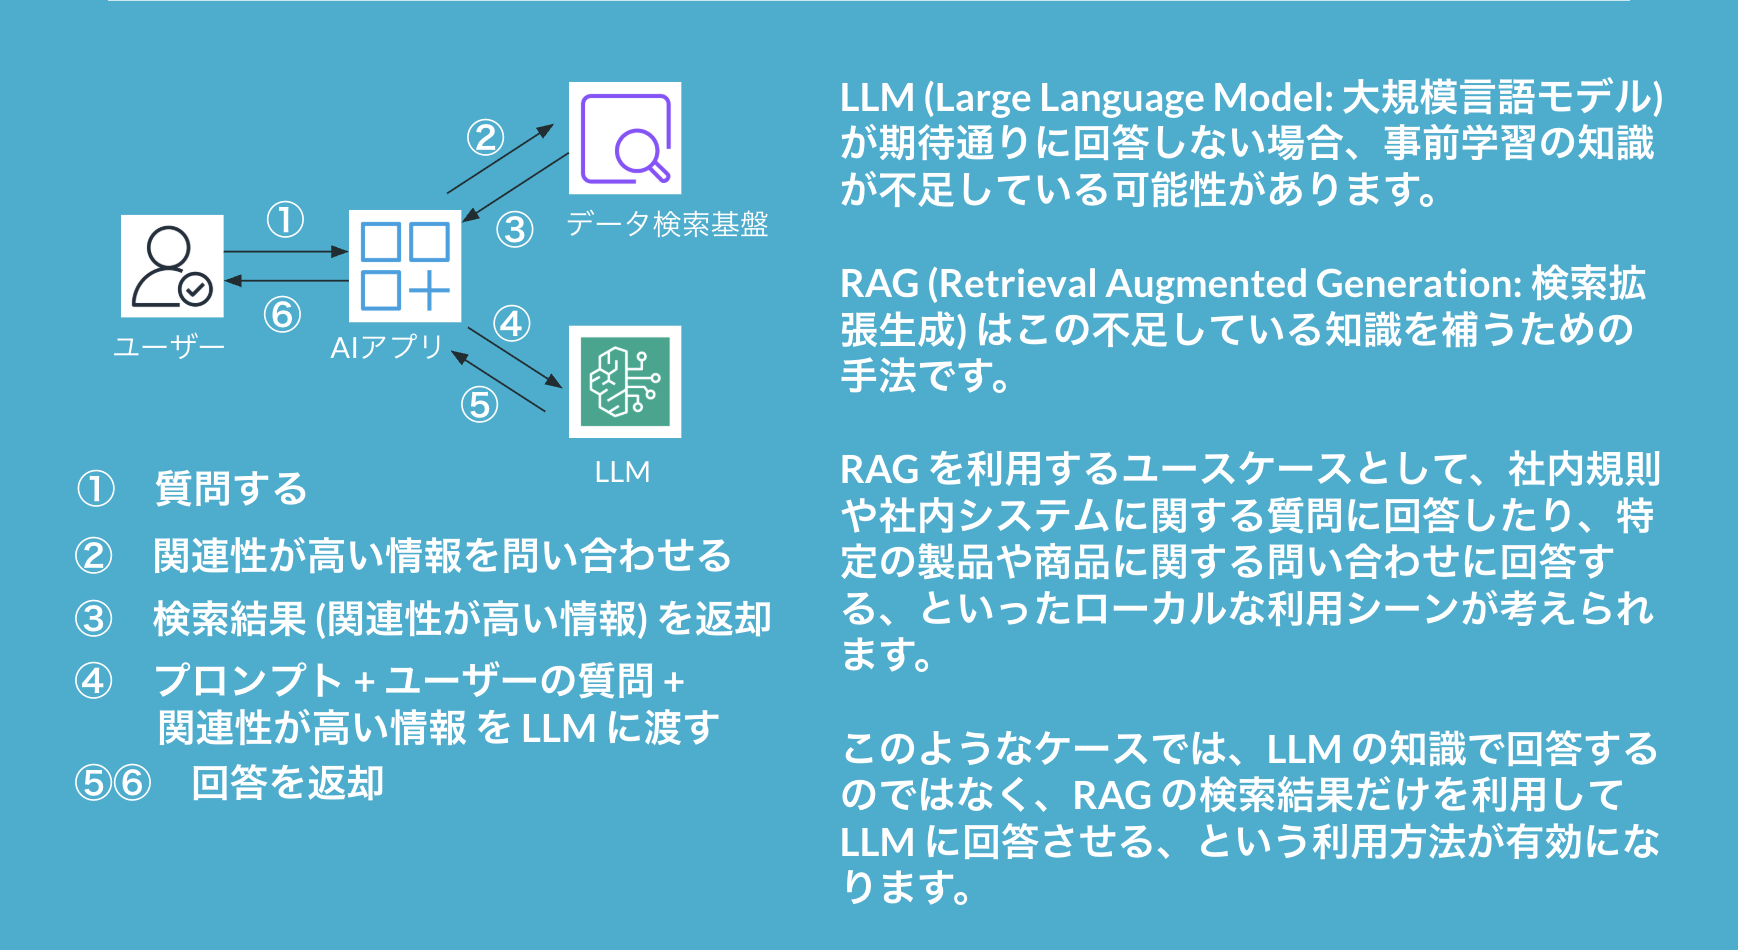 ①
②
③
④
⑤
⑥
ユーザー
AIアプリ
データ検索基盤
LLM
① 質問する
② 関連性が高い情報を問い合わせる
③ 検索結果 (関連性が高い情報) を返却
④ プロンプト + ユーザーの質問 +
関連性が高い情報 を LLM に渡す
⑤⑥ 回答を返却
LLM (Large Language Model: 大規模言語モデル)
が期待通りに回答しない場合、事前学習の知識
が不足している可能性があります。
RAG (Retrieval Augmented Generation: 検索拡
張生成) はこの不足している知識を補うための
手法です。
RAG を利用するユースケースとして、社内規則
や社内システムに関する質問に回答したり、特
定の製品や商品に関する問い合わせに回答す
る、といったローカルな利用シーンが考えられ
ます。
このようなケースでは、LLM の知識で回答する
のではなく、RAG の検索結果だけを利用して
LLM に回答させる、という利用方法が有効にな
ります。